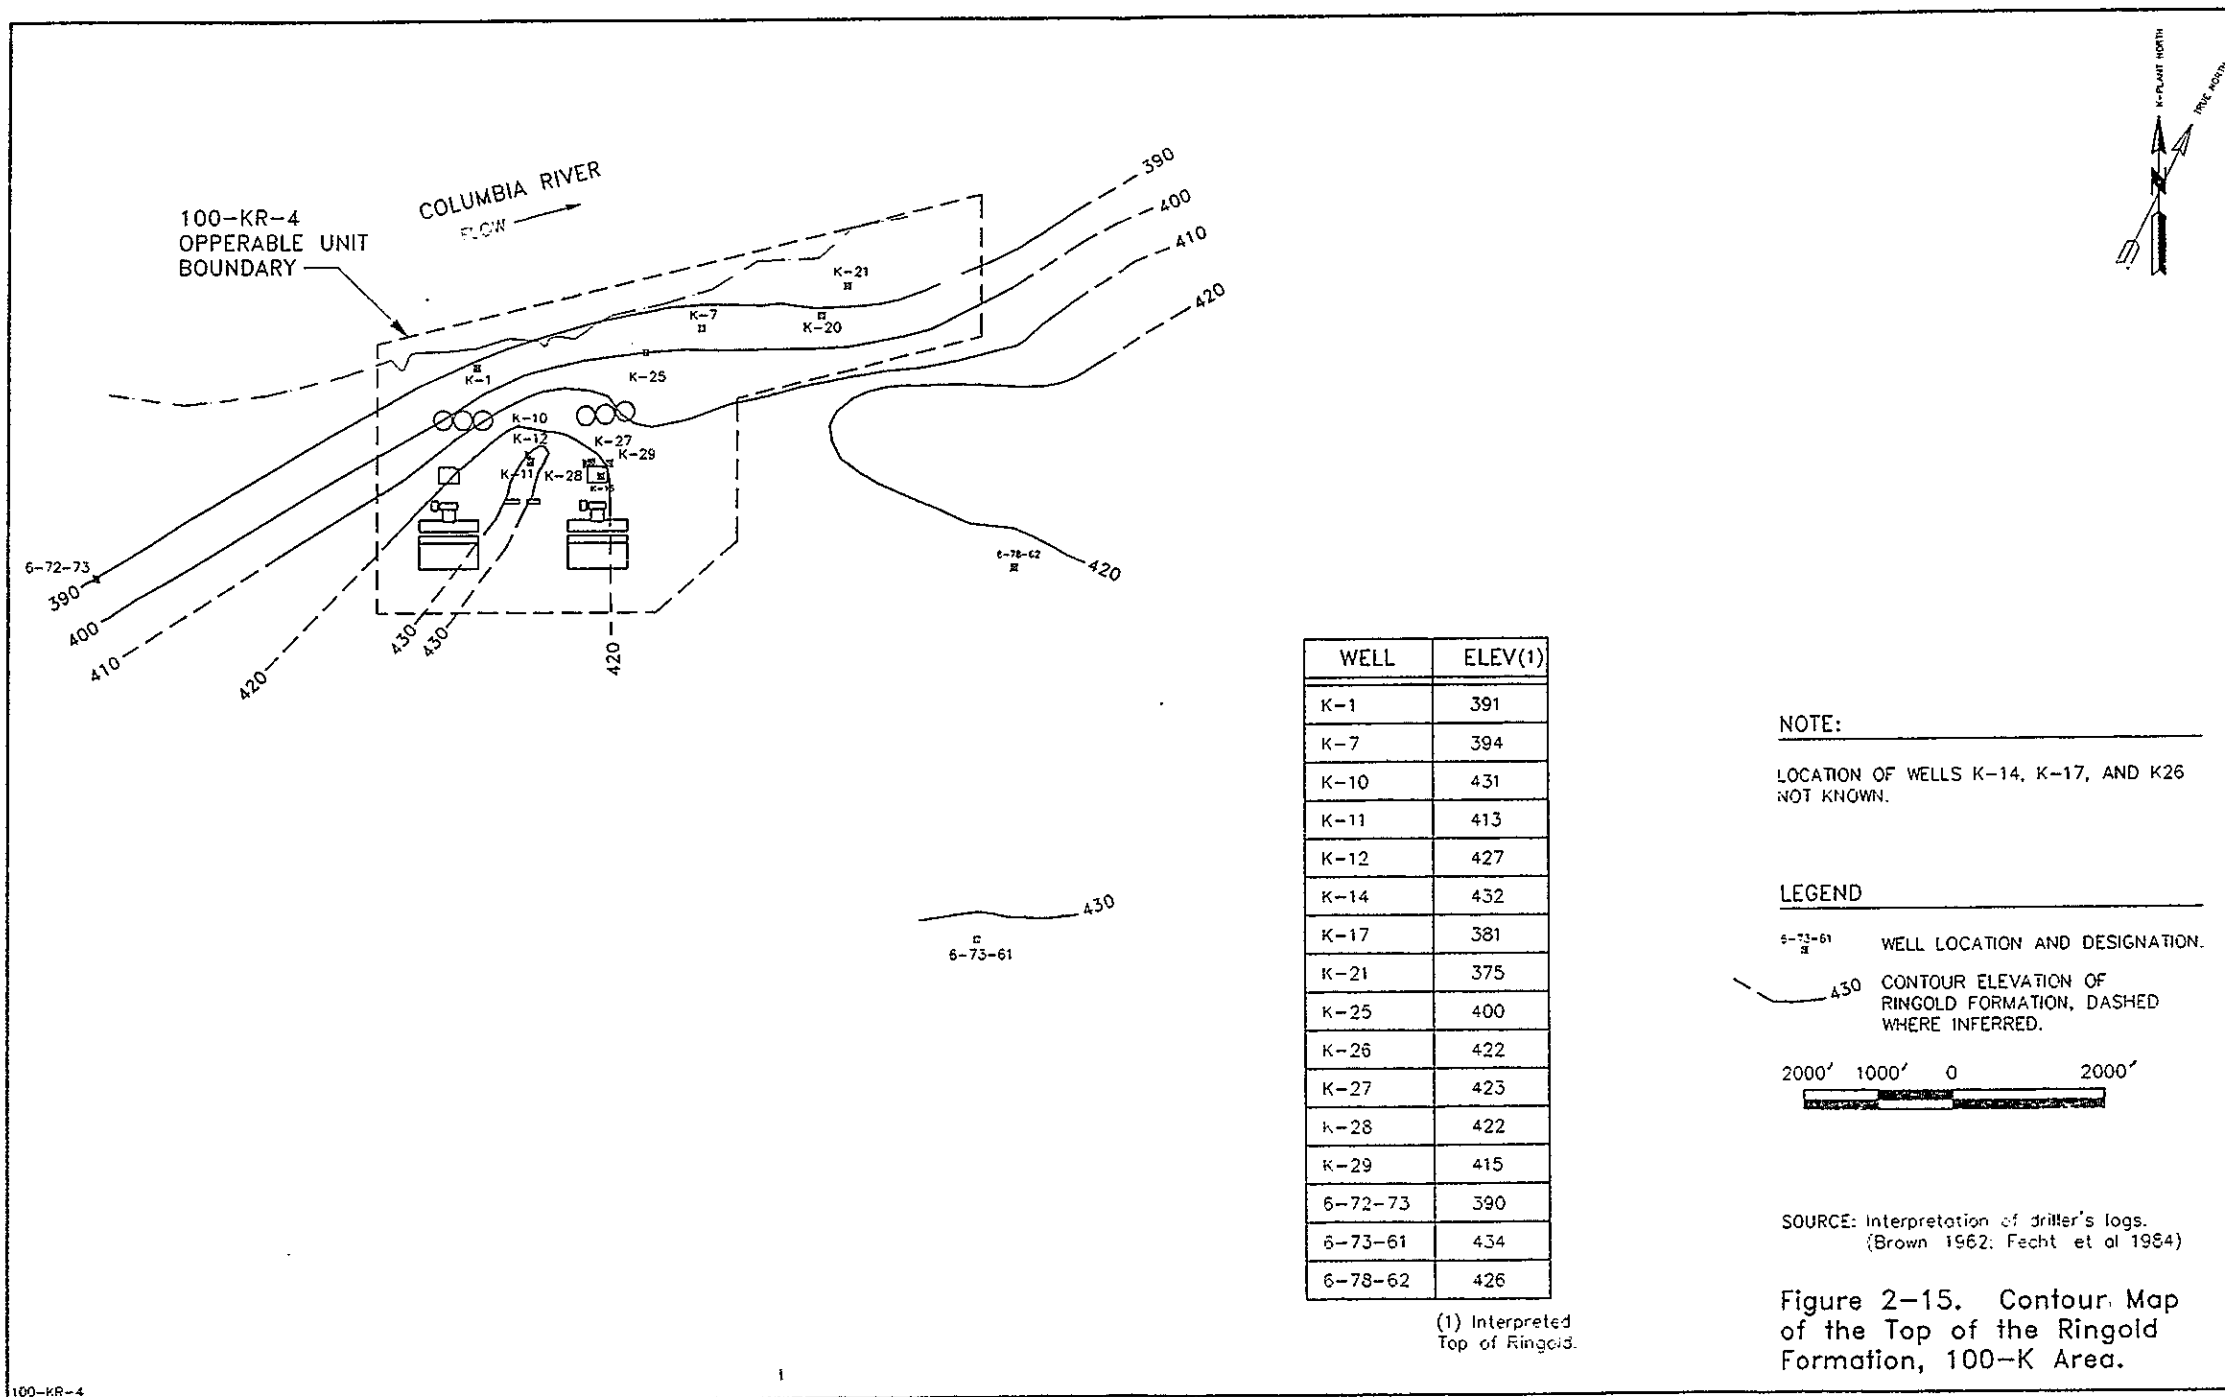 K-PLANT NORTH
TRUE NORTH
100-KR-4
OPPERABLE UNIT
BOUNDARY
COLUMBIA RIVER
FLOW
390
400
410
420
K-21
K-7
K-20
K-1
K-25
K-10
K-12
K-27
K-29
K-11
K-28
6-72-73
390
400
410
420
430
430
420
6-78-62
420
430
6-73-61
WELL ELEV(1)
K-1 391
K-7 394
K-10 431
K-11 413
K-12 427
K-14 432
K-17 381
K-21 375
K-25 400
K-26 422
K-27 423
K-28 422
K-29 415
6-72-73 390
6-73-61 434
6-78-62 426
(1) Interpreted
Top of Ringold.
NOTE:
LOCATION OF WELLS K-14, K-17, AND K26
NOT KNOWN.
LEGEND
6-73-61 WELL LOCATION AND DESIGNATION.
430 CONTOUR ELEVATION OF
RINGOLD FORMATION, DASHED
WHERE INFERRED.
2000' 1000' 0 2000'
SOURCE: Interpretation of driller's logs.
(Brown 1962; Fecht et al 1984)
Figure 2-15. Contour Map
of the Top of the Ringold
Formation, 100-K Area.
100-KR-4